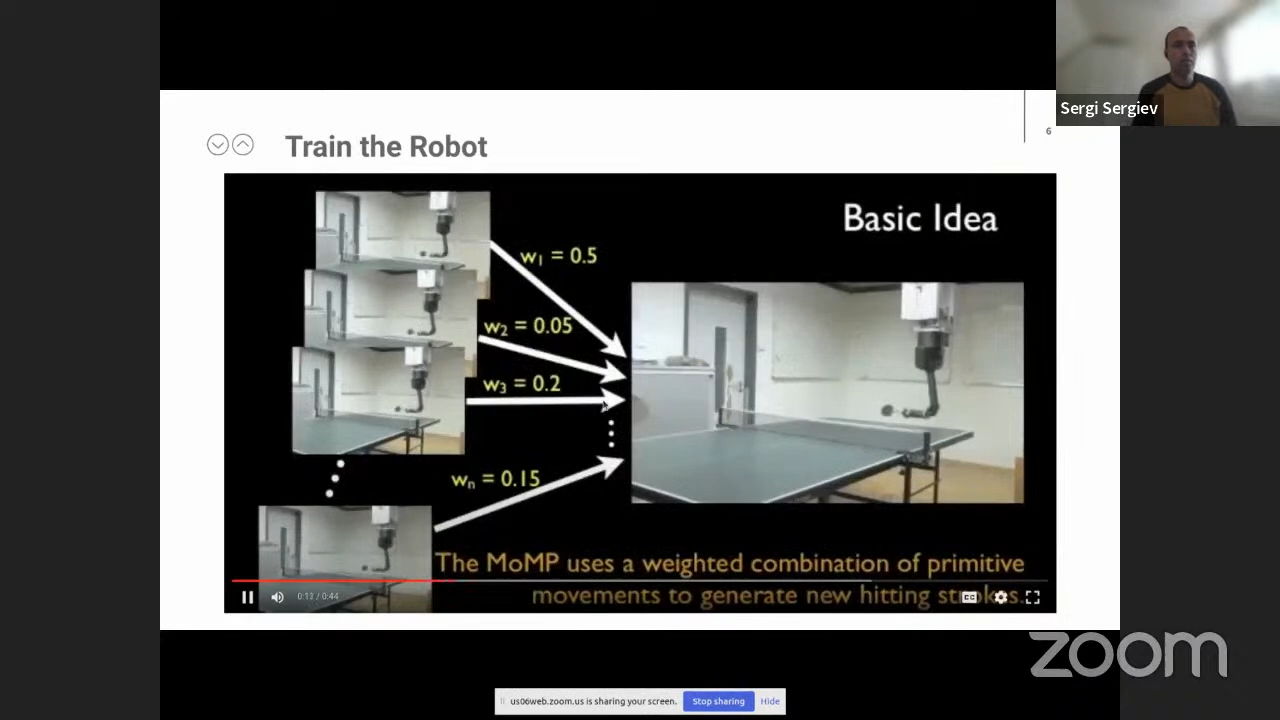 Sergi Sergiev
6
Train the Robot
Basic Idea
w1 = 0.5
w2 = 0.05
w3 = 0.2
wn = 0.15
The MoMP uses a weighted combination of primitive
movements to generate new hitting strokes.
0:13 / 0:44
CC
zoom
us06web.zoom.us is sharing your screen.
Stop sharing
Hide